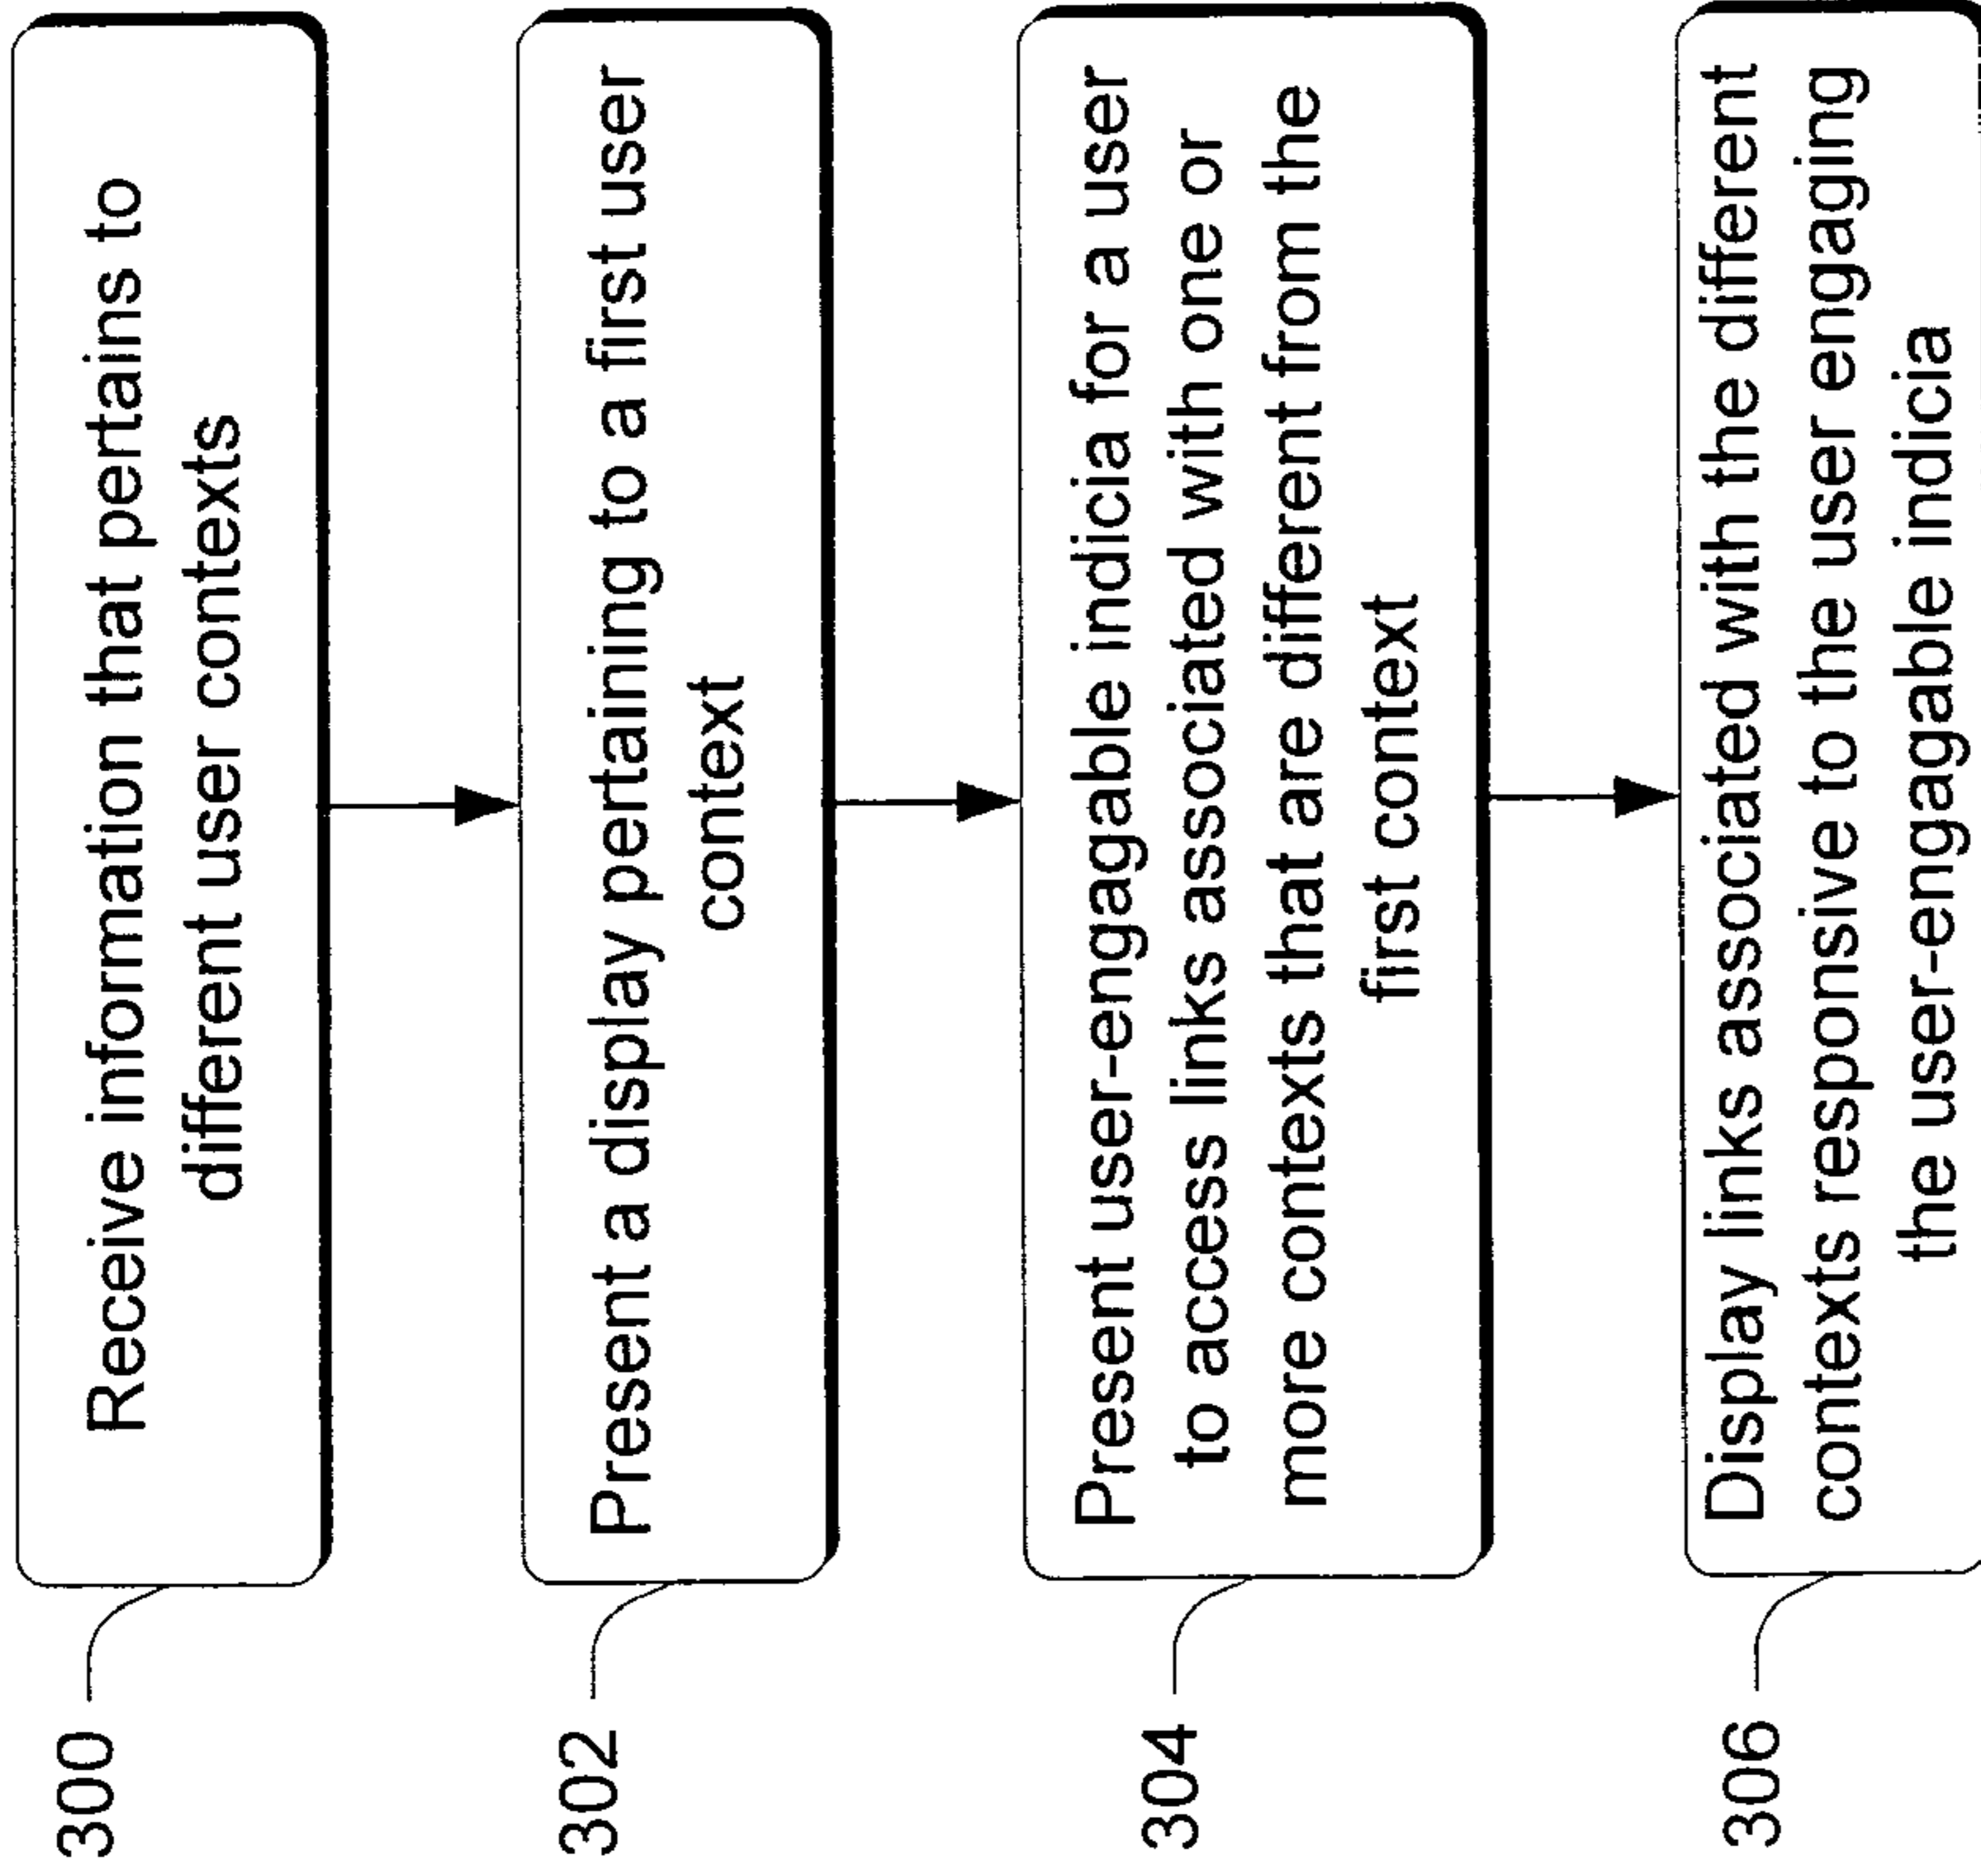 300
Receive information that pertains to
different user contexts
302
Present a display pertaining to a first user
context
304
Present user-engagable indicia for a user
to access links associated with one or
more contexts that are different from the
first context
306
Display links associated with the different
contexts responsive to the user engaging
the user-engagable indicia